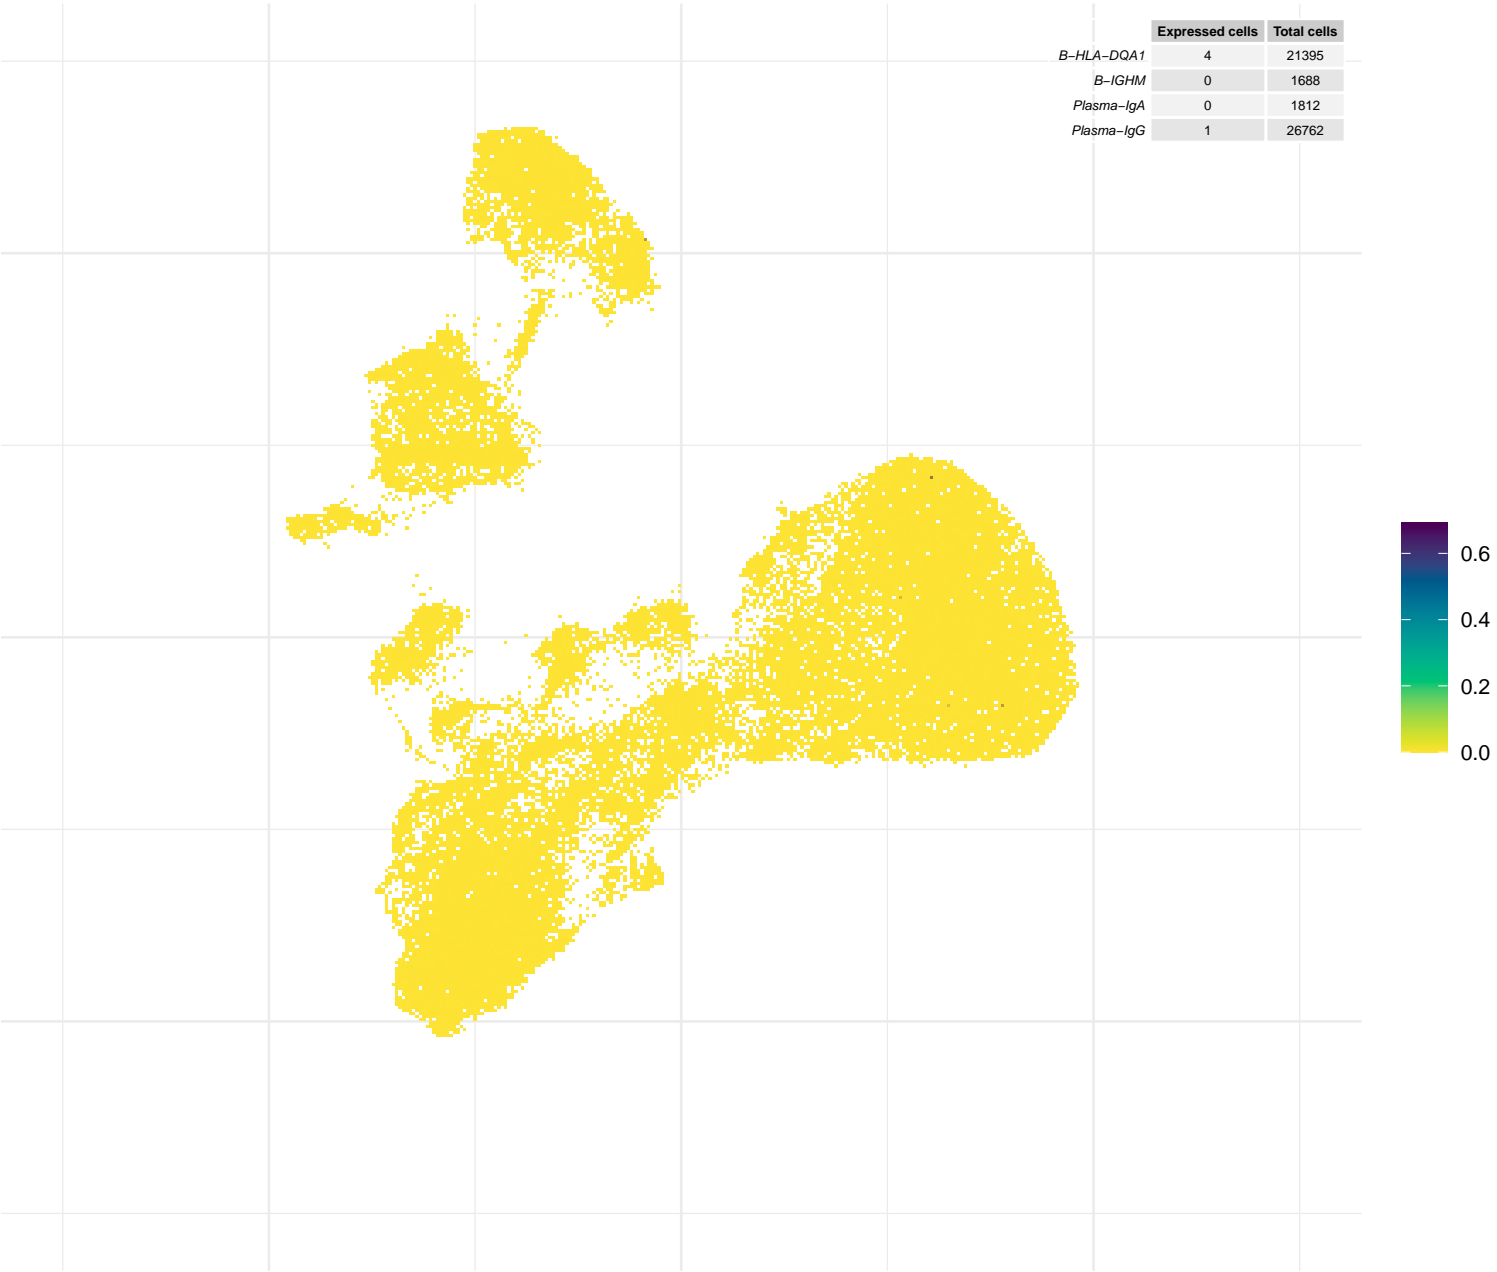 Expressed cells Total cells
B−HLA−DQA1 4 21395
B−IGHM 0 1688
Plasma−IgA 0 1812
Plasma−IgG 1 26762
0.6
0.4
0.2
0.0